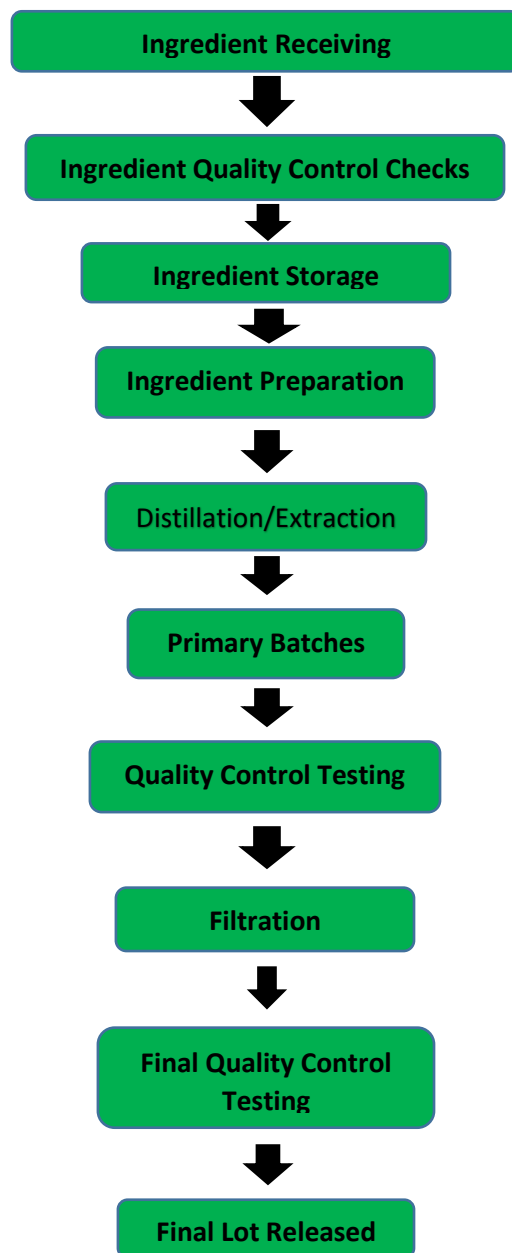 Ingredient Receiving
Ingredient Quality Control Checks
Ingredient Storage
Ingredient Preparation
Distillation/Extraction
Primary Batches
Quality Control Testing
Filtration
Final Quality Control
Testing
Final Lot Released